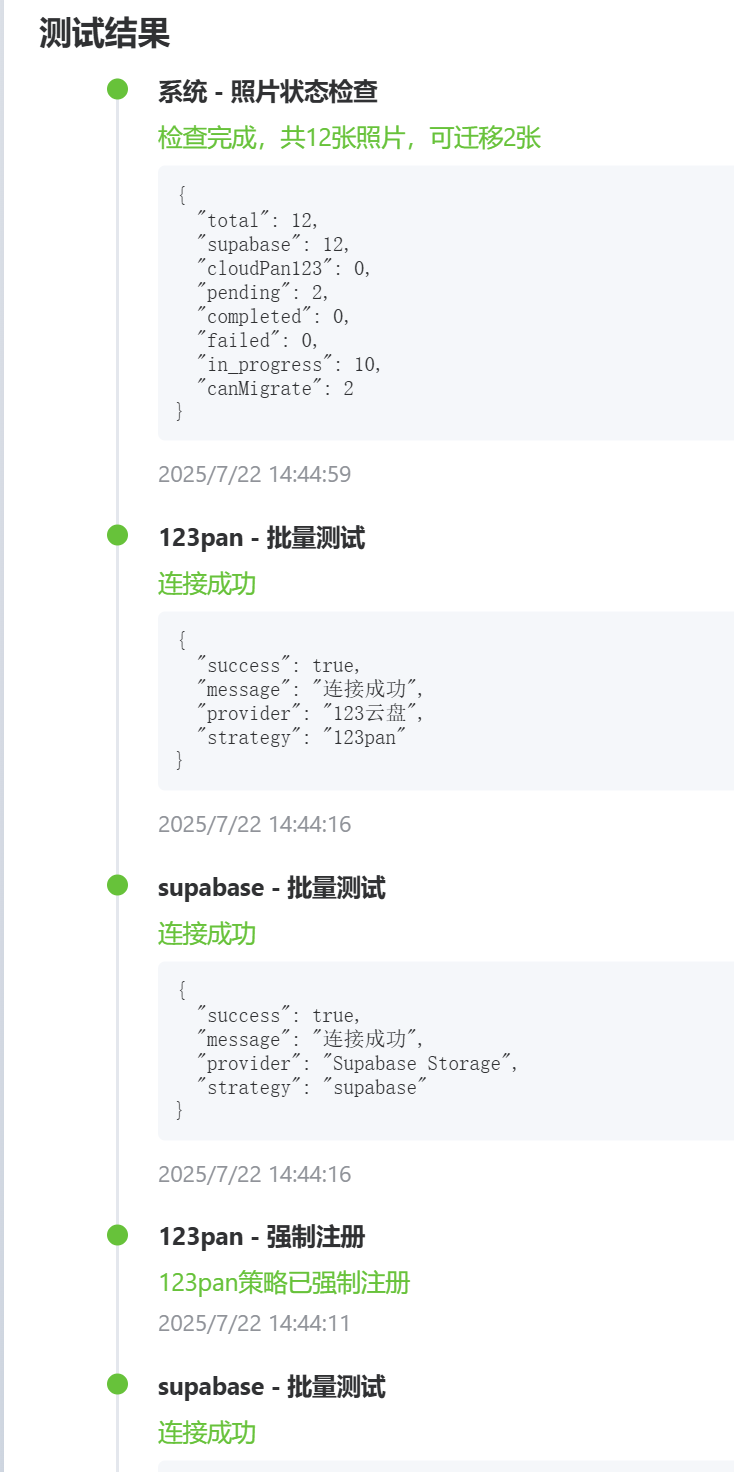 测试结果
系统 - 照片状态检查
检查完成，共12张照片，可迁移2张
{
  "total": 12,
  "supabase": 12,
  "cloudPan123": 0,
  "pending": 2,
  "completed": 0,
  "failed": 0,
  "in_progress": 10,
  "canMigrate": 2
}
2025/7/22 14:44:59
123pan - 批量测试
连接成功
{
  "success": true,
  "message": "连接成功",
  "provider": "123云盘",
  "strategy": "123pan"
}
2025/7/22 14:44:16
supabase - 批量测试
连接成功
{
  "success": true,
  "message": "连接成功",
  "provider": "Supabase Storage",
  "strategy": "supabase"
}
2025/7/22 14:44:16
123pan - 强制注册
123pan策略已强制注册
2025/7/22 14:44:11
supabase - 批量测试
连接成功